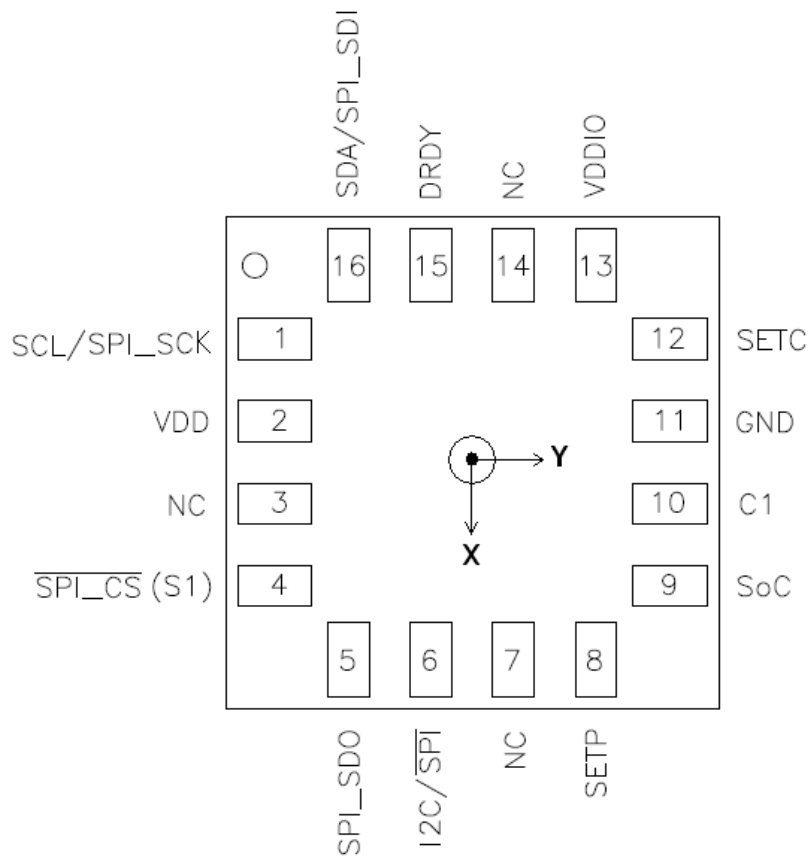 SDA/SPI_SDI
DRDY
NC
VDDIO
16
15
14
13
SCL/SPI_SCK
1
12
SETC
VDD
2
11
GND
Y
NC
3
10
C1
X
SPI_CS (S1)
4
9
SoC
5
6
7
8
SPI_SDO
I2C/SPI
NC
SETP